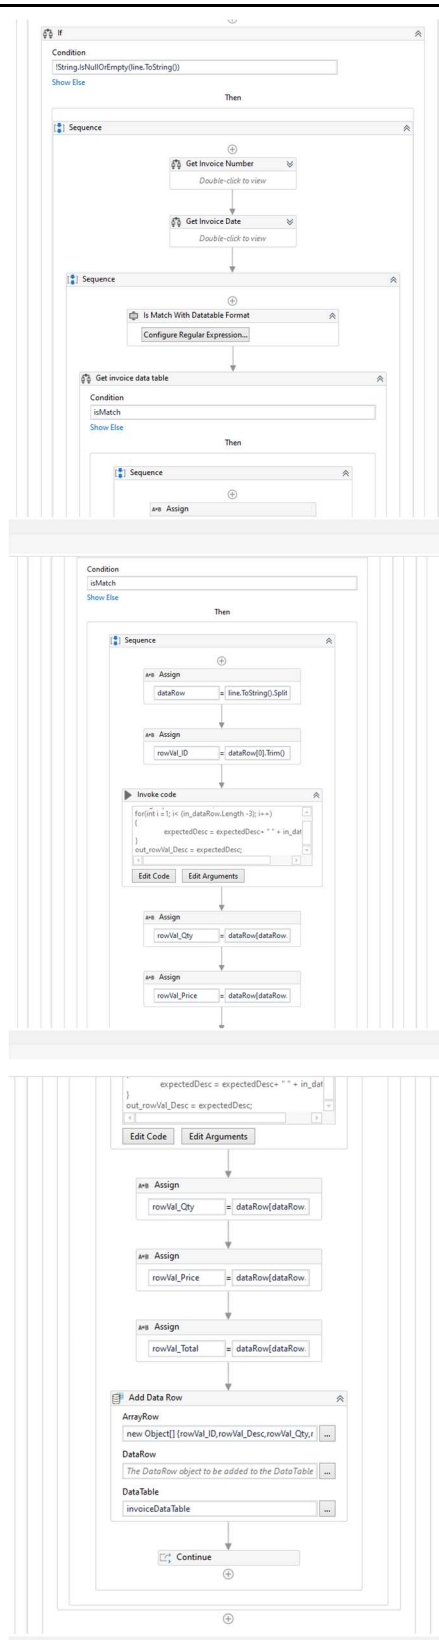 If
Condition
!String.IsNullOrEmpty(line.ToString())
Show Else
Then
Sequence
Get Invoice Number
Double-click to view
Get Invoice Date
Double-click to view
Sequence
Is Match With Datatable Format
Configure Regular Expression...
Get invoice data table
Condition
isMatch
Show Else
Then
Sequence
A+B Assign
Condition
isMatch
Show Else
Then
Sequence
A+B Assign
dataRow = line.ToString().Split
A+B Assign
rowVal_ID = dataRow[0].Trim()
Invoke code
for(int i =1; i< (in_dataRow.Length -3); i++)
{
expectedDesc = expectedDesc+ " " + in_dat
}
out_rowVal_Desc = expectedDesc;
Edit Code Edit Arguments
A+B Assign
rowVal_Qty = dataRow[dataRow.
A+B Assign
rowVal_Price = dataRow[dataRow.
expectedDesc = expectedDesc+ " " + in_dat
}
out_rowVal_Desc = expectedDesc;
Edit Code Edit Arguments
A+B Assign
rowVal_Qty = dataRow[dataRow.
A+B Assign
rowVal_Price = dataRow[dataRow.
A+B Assign
rowVal_Total = dataRow[dataRow.
Add Data Row
ArrayRow
new Object[] {rowVal_ID,rowVal_Desc,rowVal_Qty,r ...
DataRow
The DataRow object to be added to the DataTable ...
DataTable
invoiceDataTable ...
Continue